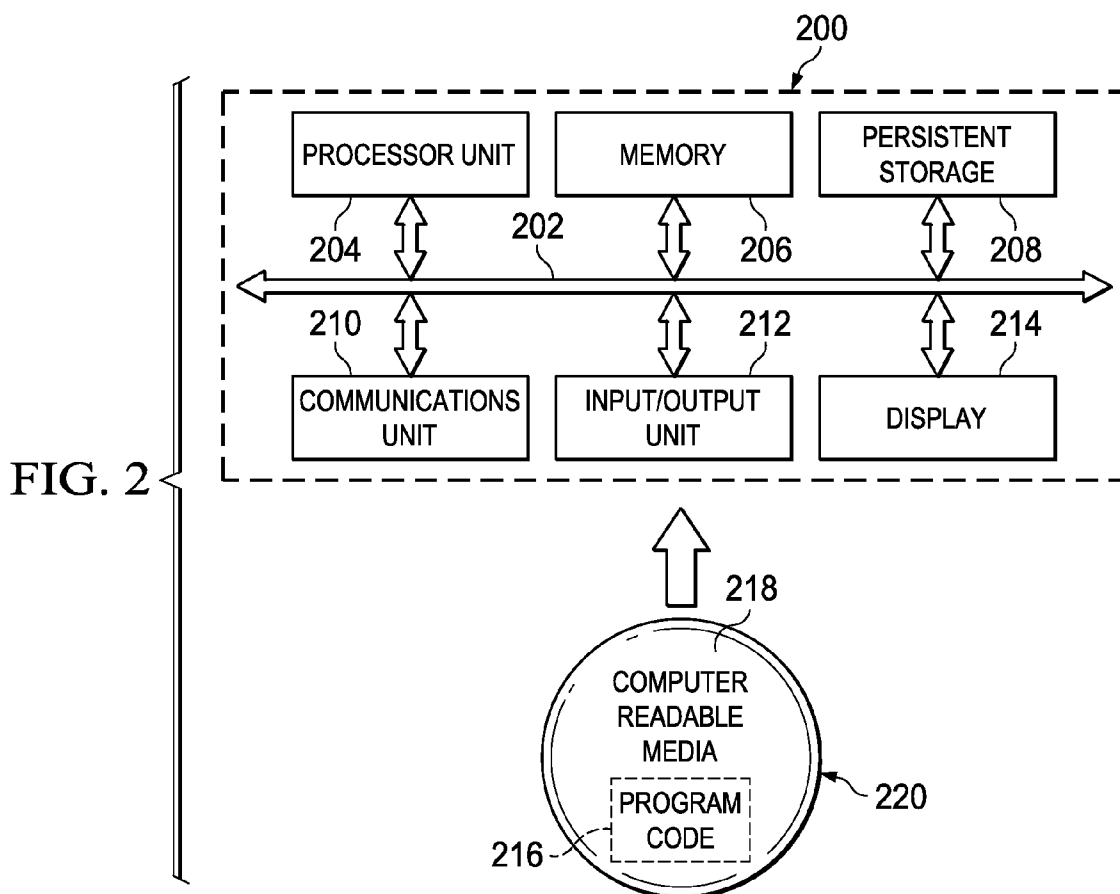 200
PROCESSOR UNIT
MEMORY
PERSISTENT
STORAGE
204
202
206
208
210
212
214
COMMUNICATIONS
UNIT
INPUT/OUTPUT
UNIT
DISPLAY
FIG. 2
218
COMPUTER
READABLE
MEDIA
220
PROGRAM
CODE
216